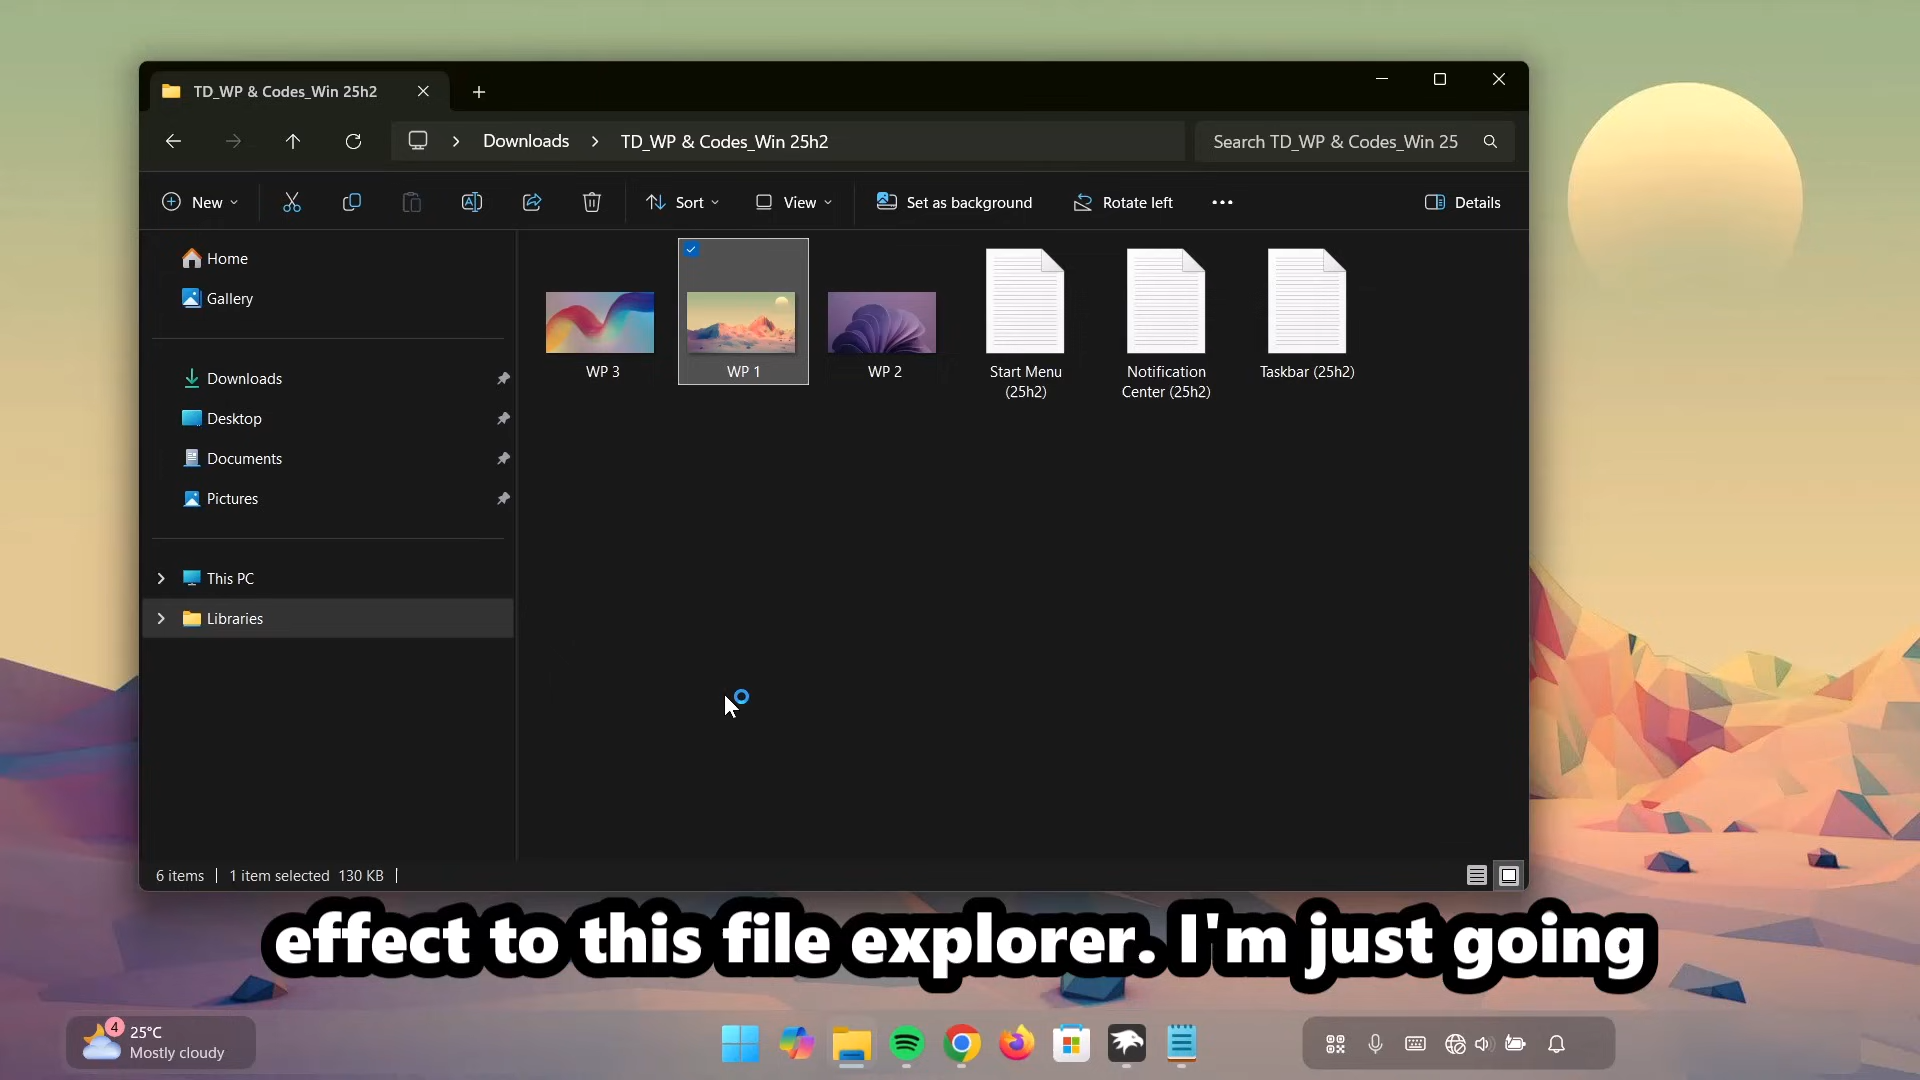 TD_WP & Codes_Win 25h2
Downloads
TD_WP & Codes_Win 25h2
Search TD_WP & Codes_Win 25
New
Sort
View
Set as background
Rotate left
Details
Home
Gallery
Downloads
Desktop
Documents
Pictures
This PC
Libraries
WP 3
WP 1
WP 2
Start Menu
(25h2)
Notification
Center (25h2)
Taskbar (25h2)
6 items
1 item selected 130 KB
effect to this file explorer. I'm just going
4
25°C
Mostly cloudy